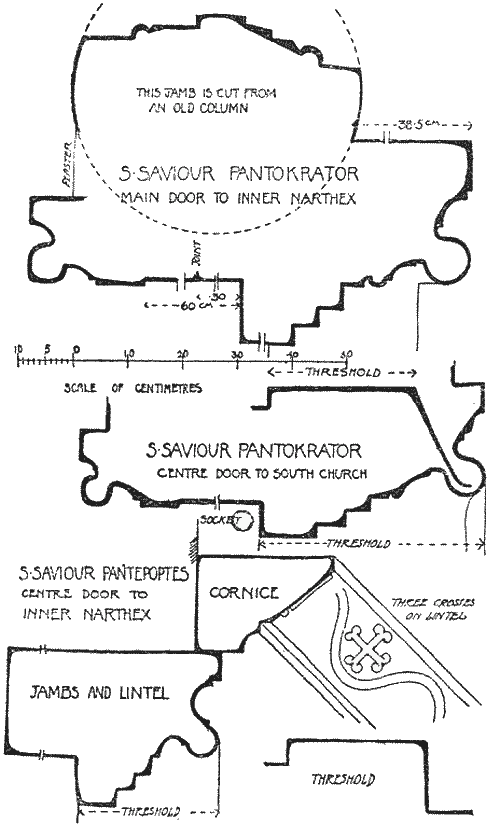 THIS JAMB IS CUT FROM
AN OLD COLUMN
38.5 CM
PLASTER
S·SAVIOUR PANTOKRATOR
MAIN DOOR TO INNER NARTHEX
JOINT
30
60 CM
10 5 0 10 20 30 40 50
SCALE OF CENTIMETRES
THRESHOLD
S·SAVIOUR PANTOKRATOR
CENTRE DOOR TO SOUTH CHURCH
SOCKET
THRESHOLD
S·SAVIOUR PANTEPOPTES
CENTRE DOOR TO
INNER NARTHEX
CORNICE
THREE CROSSES
ON LINTEL
JAMBS AND LINTEL
THRESHOLD
THRESHOLD